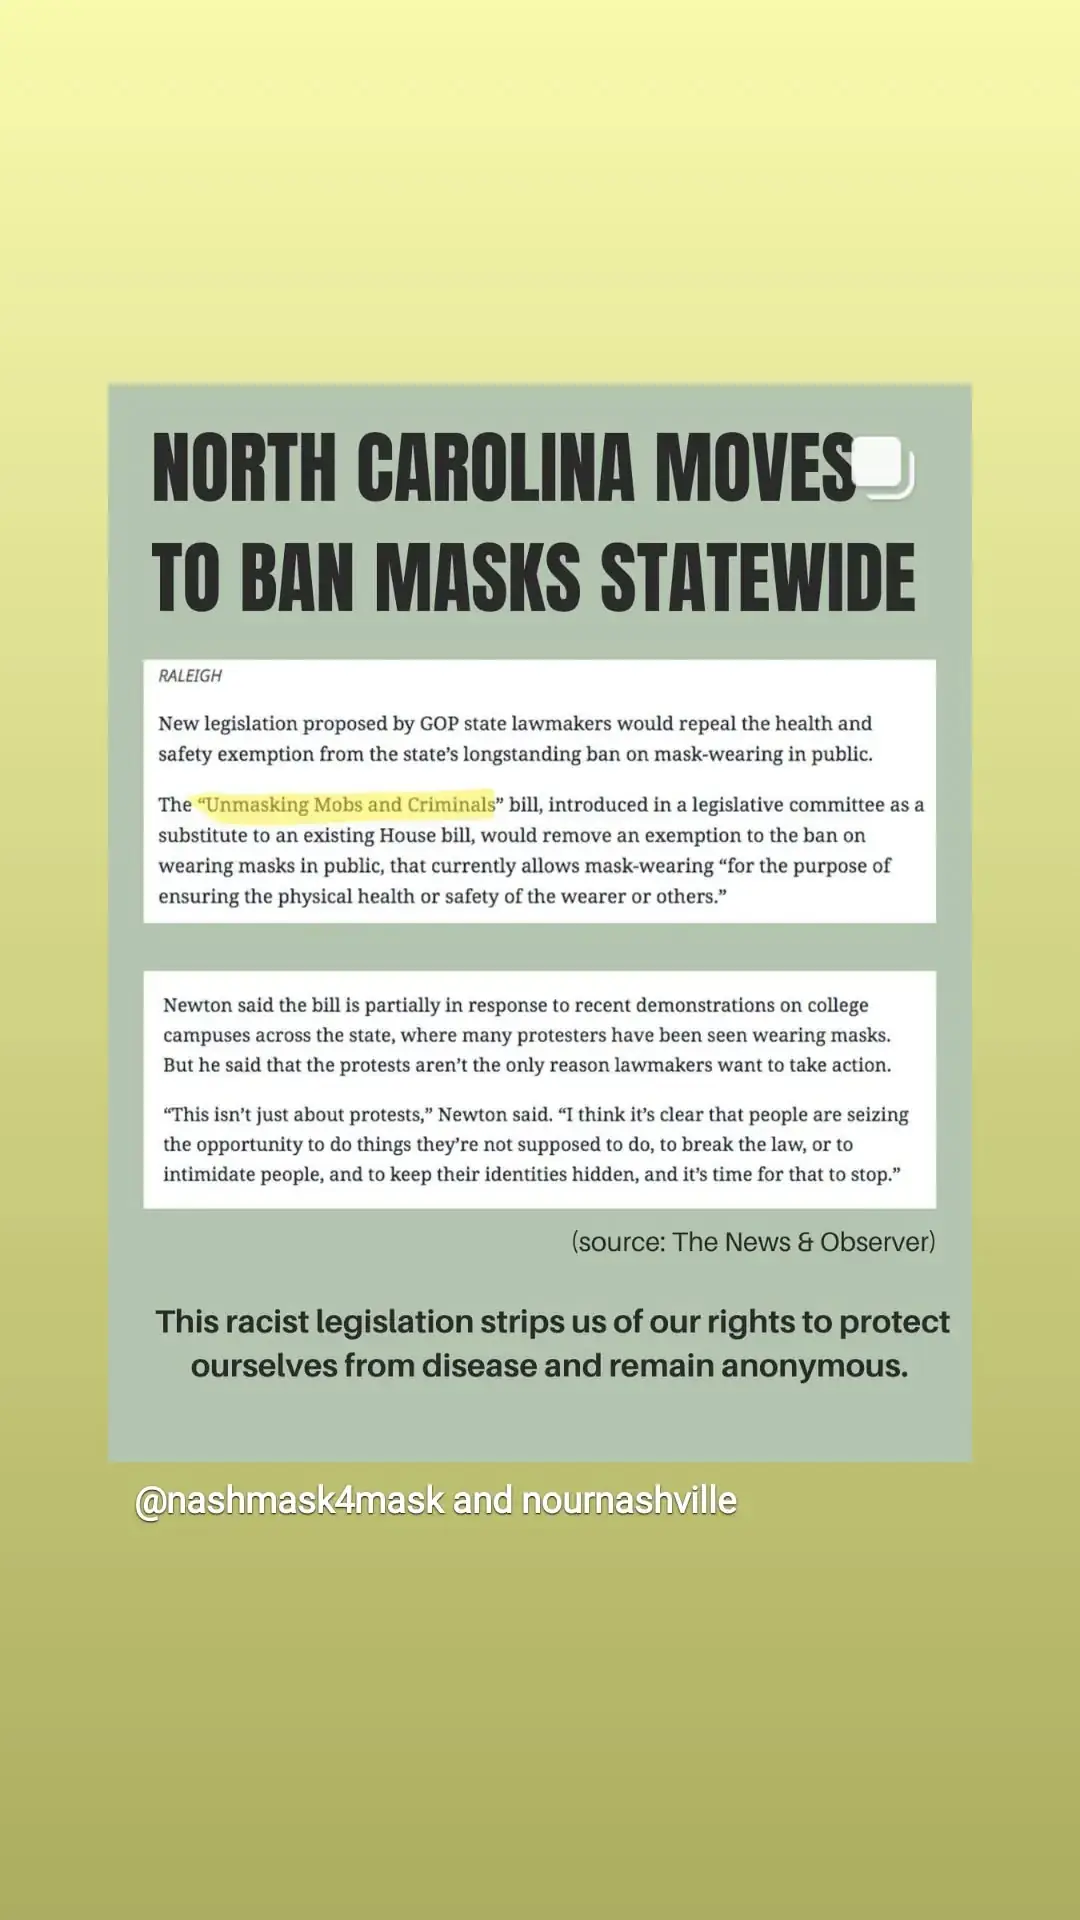 NORTH CAROLINA MOVES
TO BAN MASKS STATEWIDE
RALEIGH
New legislation proposed by GOP state lawmakers would repeal the health and
safety exemption from the state’s longstanding ban on mask-wearing in public.
The “Unmasking Mobs and Criminals” bill, introduced in a legislative committee as a
substitute to an existing House bill, would remove an exemption to the ban on
wearing masks in public, that currently allows mask-wearing “for the purpose of
ensuring the physical health or safety of the wearer or others.”
Newton said the bill is partially in response to recent demonstrations on college
campuses across the state, where many protesters have been seen wearing masks.
But he said that the protests aren’t the only reason lawmakers want to take action.
“This isn’t just about protests,” Newton said. “I think it’s clear that people are seizing
the opportunity to do things they’re not supposed to do, to break the law, or to
intimidate people, and to keep their identities hidden, and it’s time for that to stop.”
(source: The News & Observer)
This racist legislation strips us of our rights to protect
ourselves from disease and remain anonymous.
@nashmask4mask and nournashville